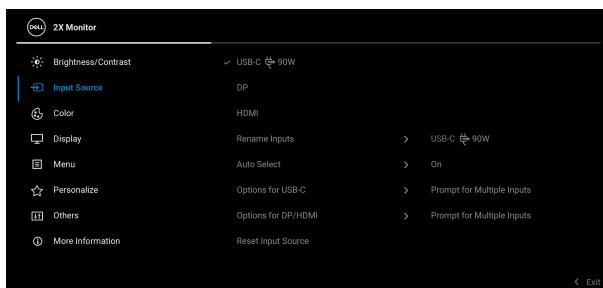 DELL 2X Monitor
Brightness/Contrast USB-C 90W
Input Source DP
Color HDMI
Display Rename Inputs USB-C 90W
Menu Auto Select On
Personalize Options for USB-C Prompt for Multiple Inputs
Others Options for DP/HDMI Prompt for Multiple Inputs
More Information Reset Input Source
Exit